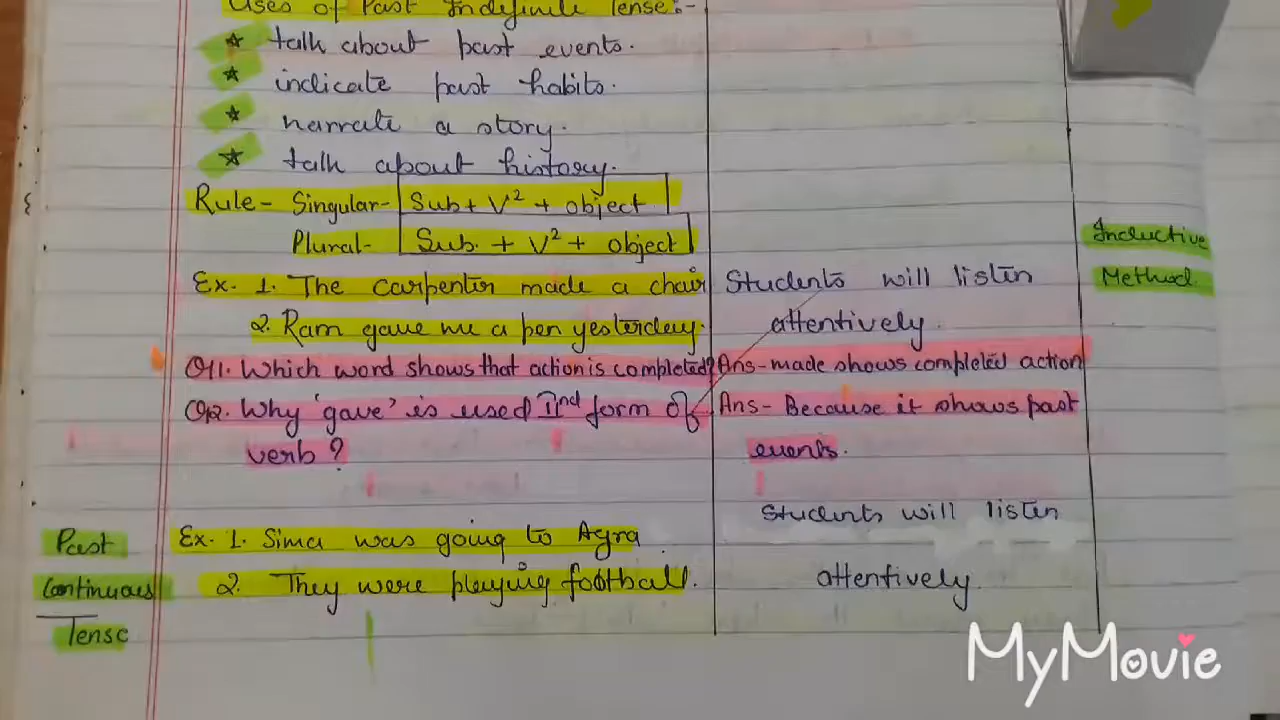 Uses of Past Indefinite Tense:-
☆ talk about past events.
☆ indicate past habits.
☆ narrate a story.
☆ talk about history.
Rule- Singular- Sub + V² + object
Plural- Sub. + V² + object
Inductive
Method
Ex. 1. The carpenter made a chair
Students will listen
2. Ram gave me a pen yesterday.
attentively.
Q1. Which word shows that action is completed?
Ans- made shows completed action
Q2. Why 'gave' is used IInd form of
Ans- Because it shows past
verb?
events.
Students will listen
Past
Ex. 1. Sima was going to Agra
Continuous
2. They were playing football.
attentively
Tense
MyMovie